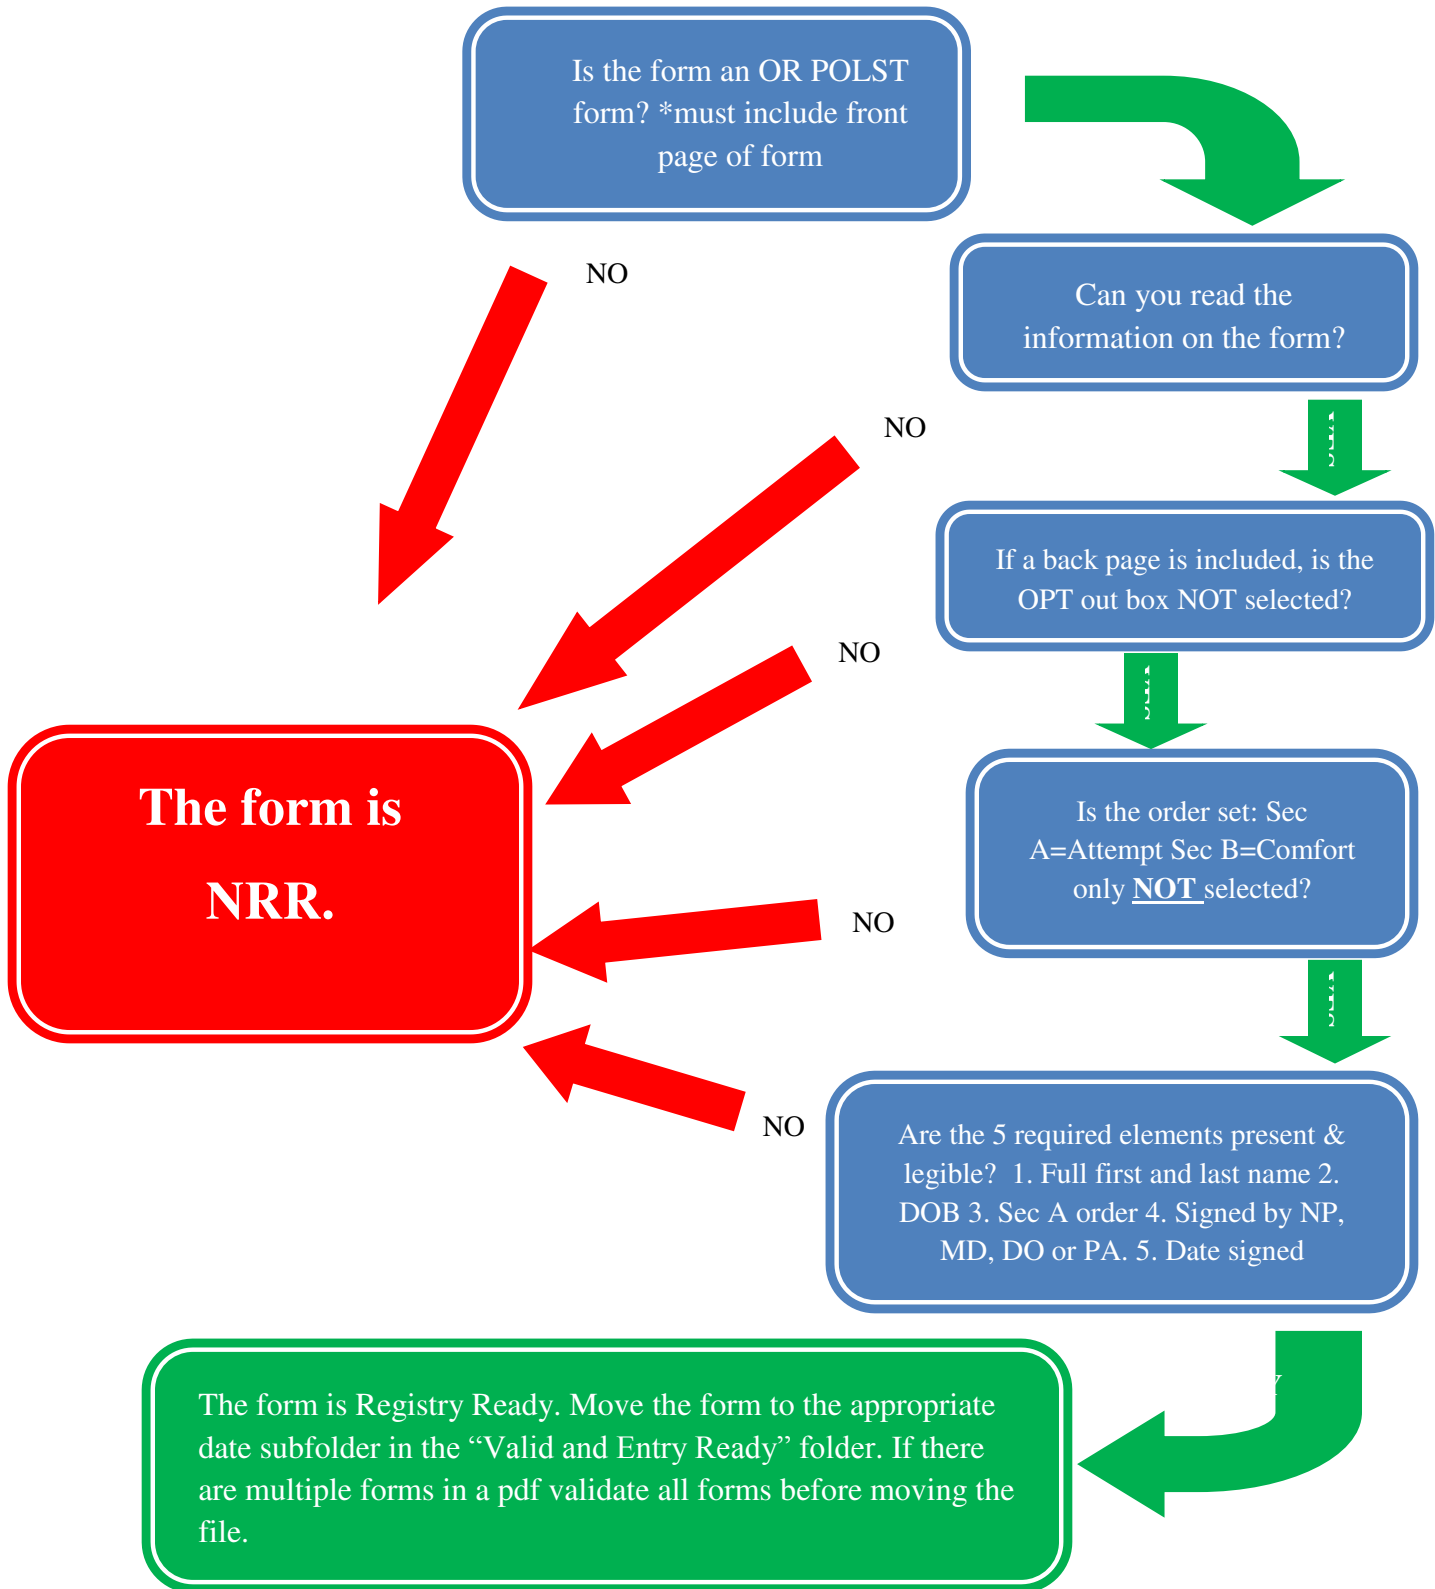 Is the form an OR POLST
form? *must include front
page of form
NO
Can you read the
information on the form?
NO
If a back page is included, is the
OPT out box NOT selected?
NO
Is the order set: Sec
A=Attempt Sec B=Comfort
only NOT selected?
The form is
NRR.
NO
Are the 5 required elements present &
legible? 1. Full first and last name 2.
DOB 3. Sec A order 4. Signed by NP,
MD, DO or PA. 5. Date signed
NO
The form is Registry Ready. Move the form to the appropriate
date subfolder in the “Valid and Entry Ready” folder. If there
are multiple forms in a pdf validate all forms before moving the
file.